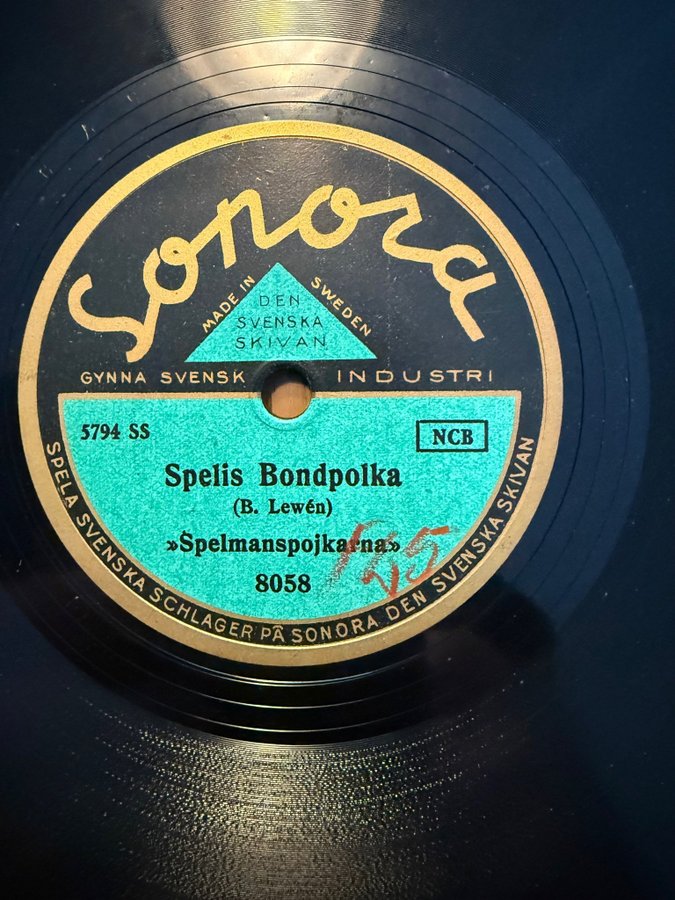 Sonora
MADE IN SWEDEN
DEN
SVENSKA
SKIVAN
GYNNA SVENSK INDUSTRI
5794 SS
NCB
Spelis Bondpolka
(B. Lewén)
»Spelmanspojkarna»
8058
SPELA SVENSKA SCHLAGER PÅ SONORA DEN SVENSKA SKIVAN